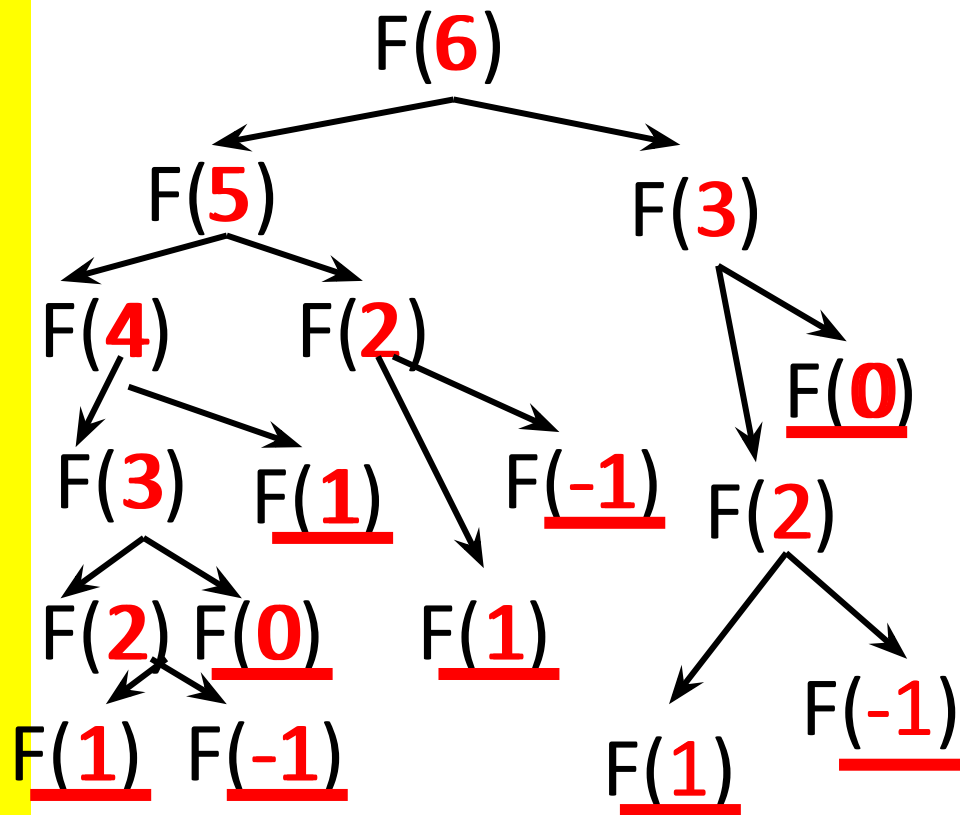 F(6)
F(5) F(3)
F(4) F(2)
F(0)
F(3) F(1) F(-1) F(2)
F(2) F(0) F(1)
F(1) F(-1) F(1) F(-1)